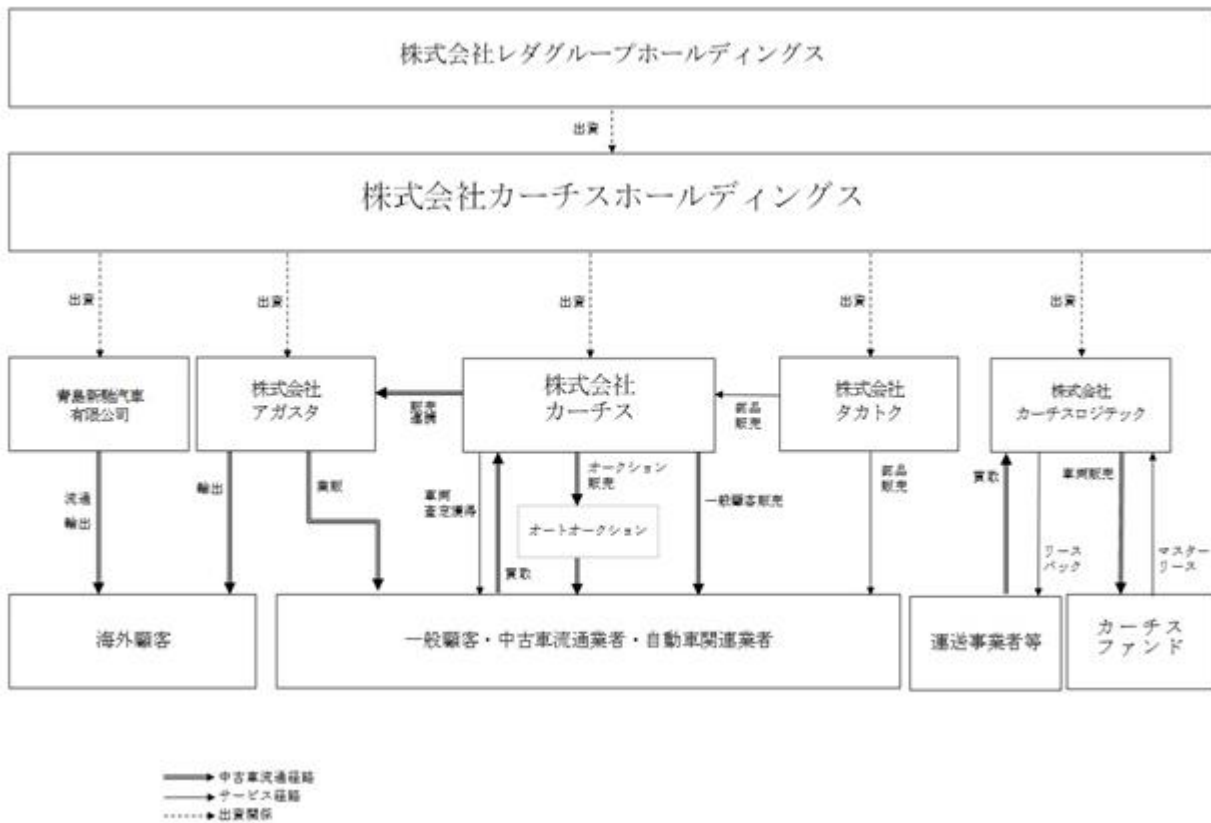 株式会社レダグループホールディングス
出資
株式会社カーチスホールディングス
出資
出資
出資
出資
出資
青島新馳汽車
有限公司
株式会社
アガスタ
販売
連携
株式会社
カーチス
部品
販売
株式会社
タカトク
株式会社
カーチスロジテック
流通
輸出
輸出
業販
車両
査定獲得
買取
オークション
販売
オートオークション
一般顧客販売
部品
販売
買取
リース
バック
車両販売
マスター
リース
海外顧客
一般顧客・中古車流通業者・自動車関連業者
運送事業者等
カーチス
ファンド
中古車流通経路
サービス経路
出資関係